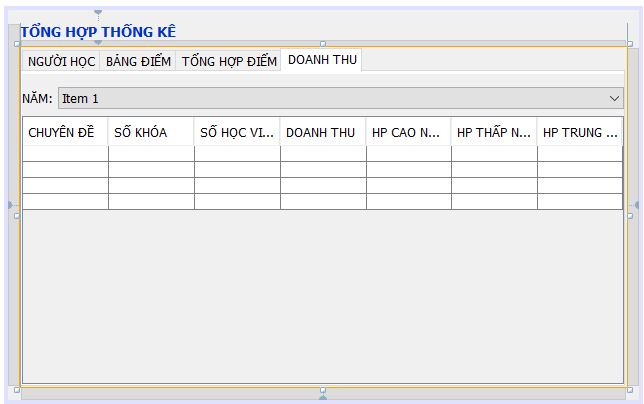 TỔNG HỢP THỐNG KÊ
NGƯỜI HỌC BẢNG ĐIỂM TỔNG HỢP ĐIỂM DOANH THU
NĂM: Item 1
CHUYÊN ĐỀ SỐ KHÓA SỐ HỌC VI... DOANH THU HP CAO N... HP THẤP N... HP TRUNG ...